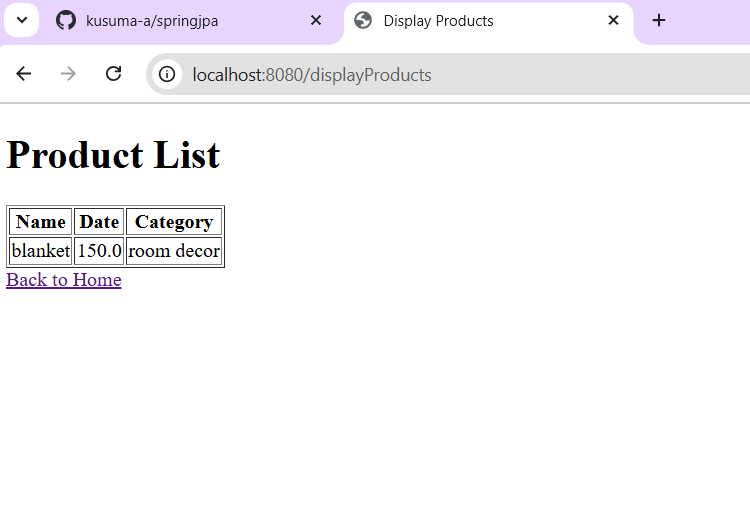 kusuma-a/springjpa
Display Products
localhost:8080/displayProducts
Product List
Name Date Category
blanket 150.0 room decor
Back to Home